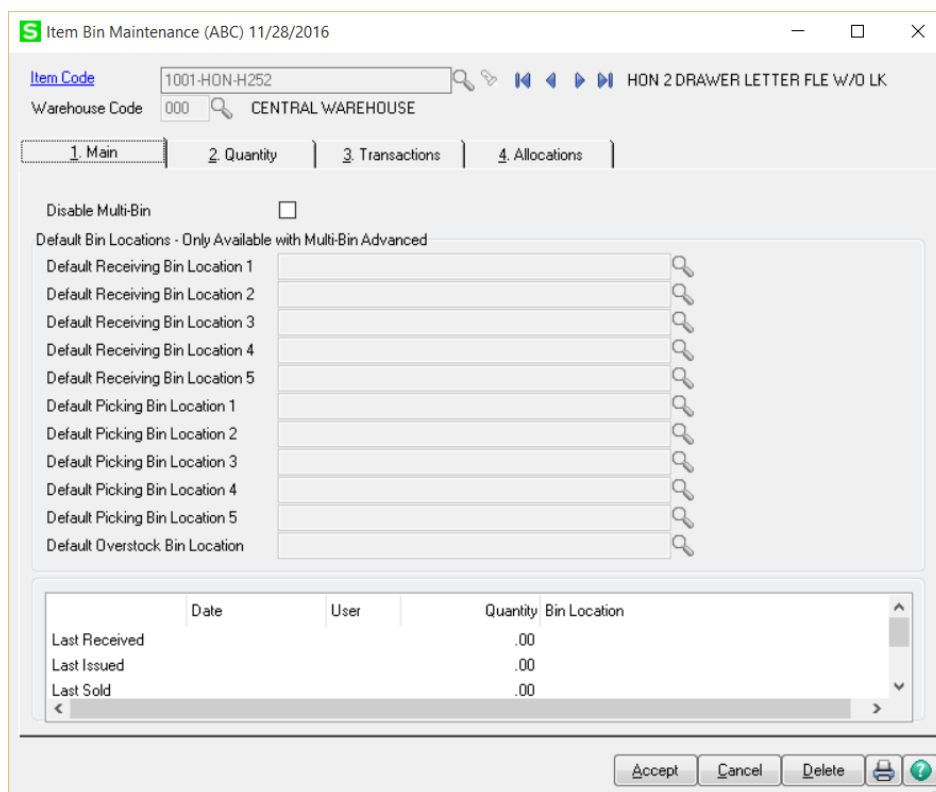 S Item Bin Maintenance (ABC) 11/28/2016
Item Code 1001-HON-H252 HON 2 DRAWER LETTER FLE W/O LK
Warehouse Code 000 CENTRAL WAREHOUSE
1. Main 2. Quantity 3. Transactions 4. Allocations
Disable Multi-Bin
Default Bin Locations - Only Available with Multi-Bin Advanced
Default Receiving Bin Location 1
Default Receiving Bin Location 2
Default Receiving Bin Location 3
Default Receiving Bin Location 4
Default Receiving Bin Location 5
Default Picking Bin Location 1
Default Picking Bin Location 2
Default Picking Bin Location 3
Default Picking Bin Location 4
Default Picking Bin Location 5
Default Overstock Bin Location
Date User Quantity Bin Location
Last Received .00
Last Issued .00
Last Sold .00
Accept Cancel Delete ?